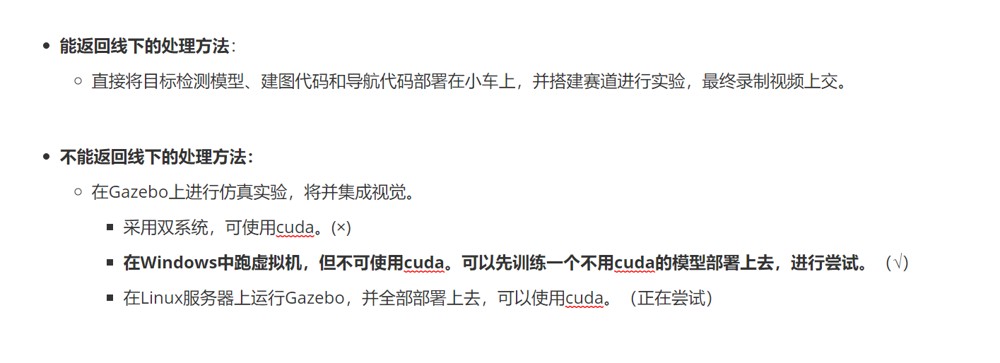 能返回线下的处理方法：
直接将目标检测模型、建图代码和导航代码部署在小车上，并搭建赛道进行实验，最终录制视频上交。
不能返回线下的处理方法：
在Gazebo上进行仿真实验，将并集成视觉。
采用双系统，可使用cuda。(×)
在Windows中跑虚拟机，但不可使用cuda。可以先训练一个不用cuda的模型部署上去，进行尝试。（√）
在Linux服务器上运行Gazebo，并全部部署上去，可以使用cuda。（正在尝试）